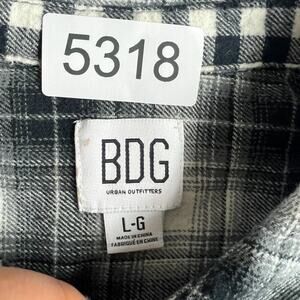 5318
BDG
URBAN OUTFITTERS
L-G
MADE IN CHINA
FABRIQUÉ EN CHINE